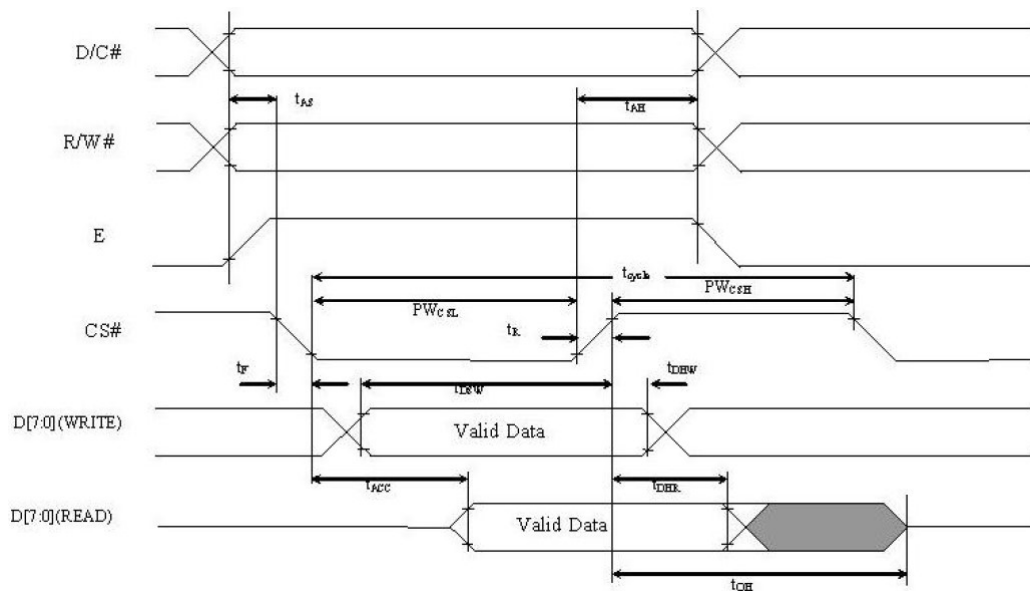 D/C#
tAS
tAH
R/W#
E
tcycle
PWCSL
PWCSH
CS#
tR
tF
tDSW
tDHW
D[7:0](WRITE)
Valid Data
tACC
tDHR
D[7:0](READ)
Valid Data
tOH